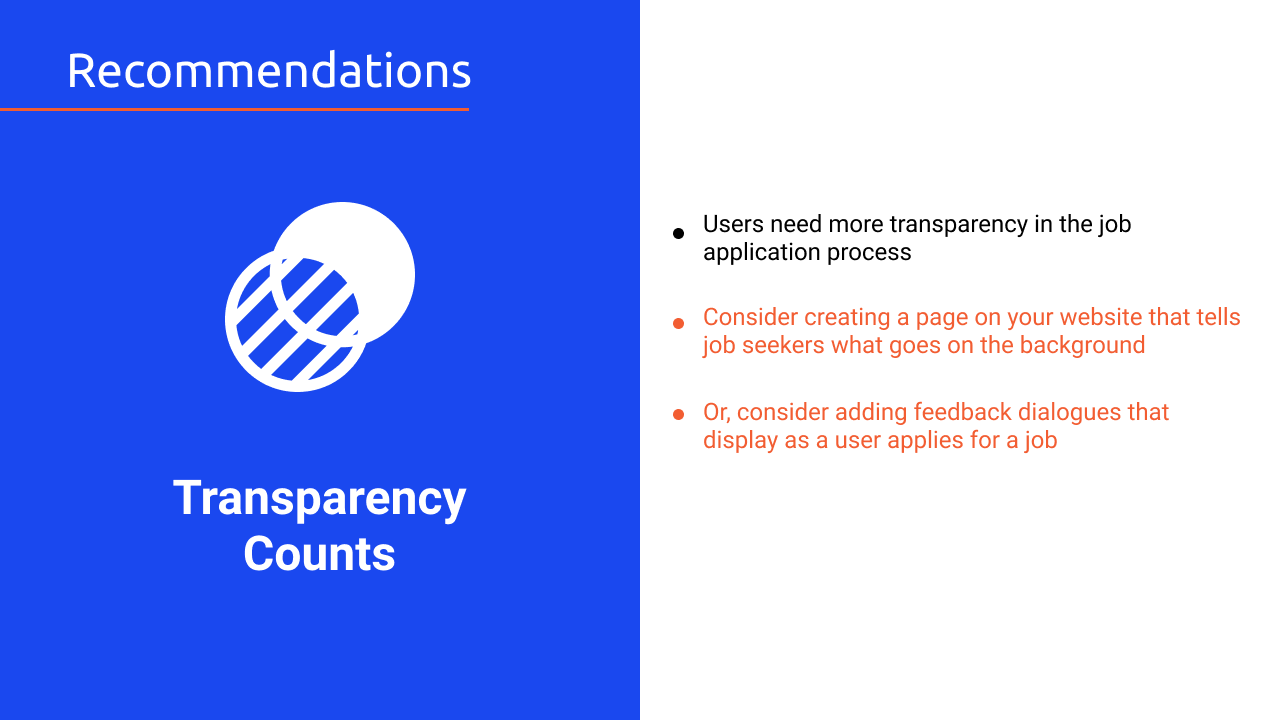 Recommendations
Transparency
Counts
Users need more transparency in the job
application process
Consider creating a page on your website that tells
job seekers what goes on the background
Or, consider adding feedback dialogues that
display as a user applies for a job